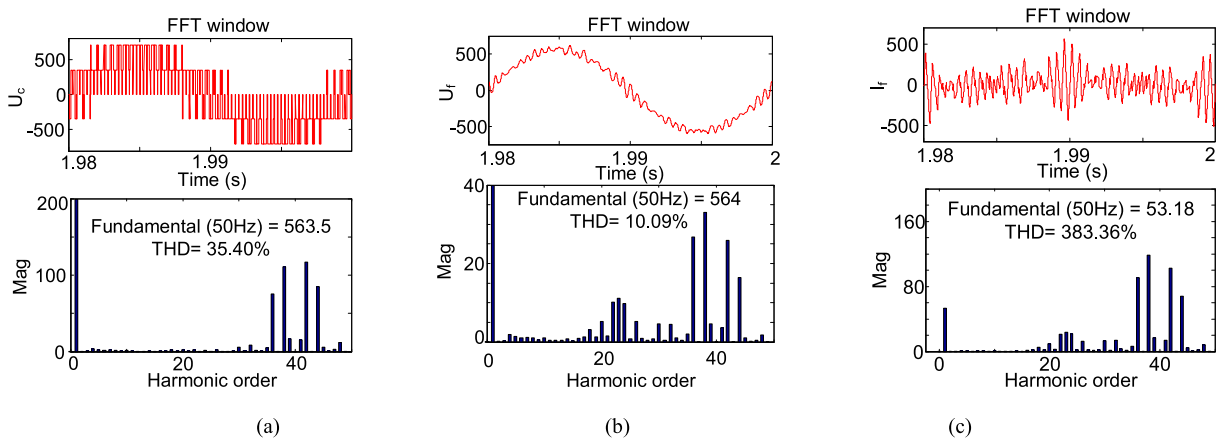 FFT window
U_c
500
0
-500
1.98
1.99
Time (s)
Mag
200
100
0
Fundamental (50Hz) = 563.5
THD= 35.40%
0
20
40
Harmonic order
(a)
FFT window
U_f
500
0
-500
1.98
1.99
2
Time (s)
Mag
40
20
0
Fundamental (50Hz) = 564
THD= 10.09%
0
20
40
Harmonic order
(b)
FFT window
I_f
500
0
-500
1.98
1.99
2
Time (s)
Mag
160
80
0
Fundamental (50Hz) = 53.18
THD= 383.36%
0
20
40
Harmonic order
(c)